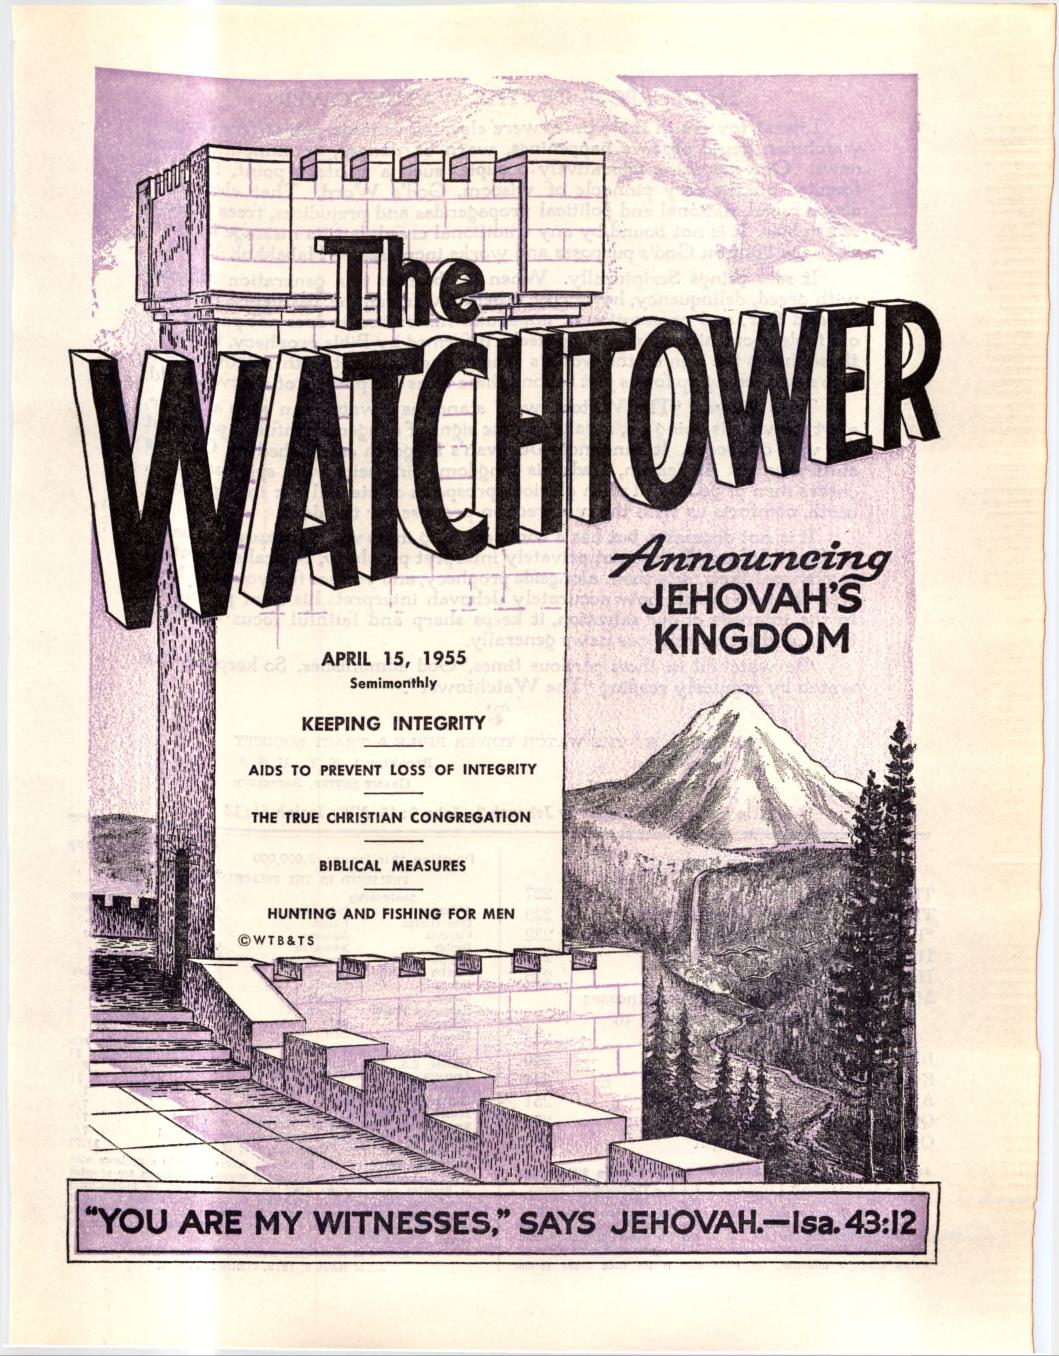 The
WATCHTOWER
Announcing
JEHOVAH'S
KINGDOM
APRIL 15, 1955
Semimonthly
KEEPING INTEGRITY
AIDS TO PREVENT LOSS OF INTEGRITY
THE TRUE CHRISTIAN CONGREGATION
BIBLICAL MEASURES
HUNTING AND FISHING FOR MEN
©WTB&TS
"YOU ARE MY WITNESSES," SAYS JEHOVAH.—Isa. 43:12